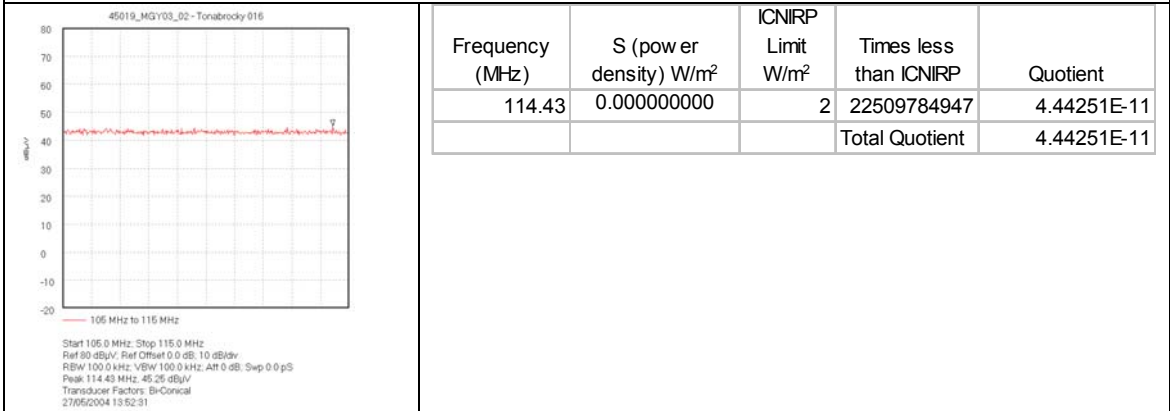 45019_MGIY03_02 - Tonabrocky 016
80
70
60
50
40
30
20
10
0
-10
-20
dBµV
105 MHz to 115 MHz
Start 105.0 MHz; Stop 115.0 MHz
Ref 80 dBµV; Ref Offset 0.0 dB; 10 dB/div
RBW 100.0 kHz; VBW 100.0 kHz; Att 0 dB; Swp 0.0 pS
Peak 114.43 MHz, 45.25 dBµV
Transducer Factors: Bi-Conical
27/05/2004 13:52:31
Frequency (MHz) S (pow er density) W/m² ICNIRP Limit W/m² Times less than ICNIRP Quotient
114.43 0.000000000 2 22509784947 4.44251E-11
Total Quotient 4.44251E-11